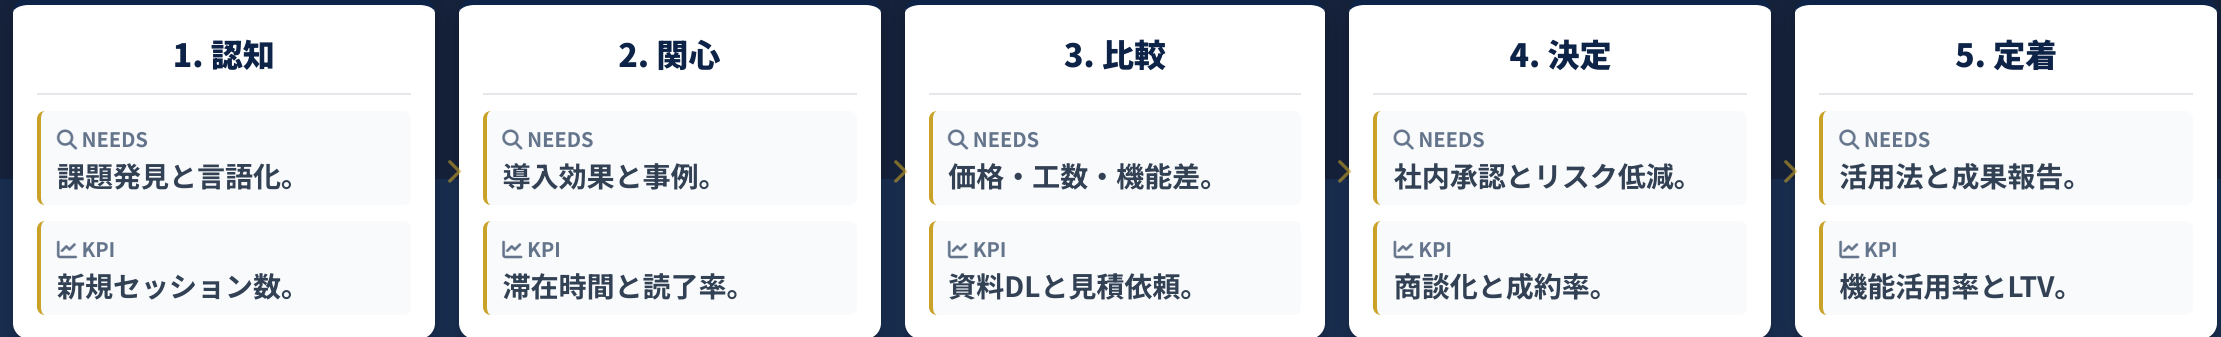 1. 認知
NEEDS
課題発見と言語化。
KPI
新規セッション数。
2. 関心
NEEDS
導入効果と事例。
KPI
滞在時間と読了率。
3. 比較
NEEDS
価格・工数・機能差。
KPI
資料DLと見積依頼。
4. 決定
NEEDS
社内承認とリスク低減。
KPI
商談化と成約率。
5. 定着
NEEDS
活用法と成果報告。
KPI
機能活用率とLTV。